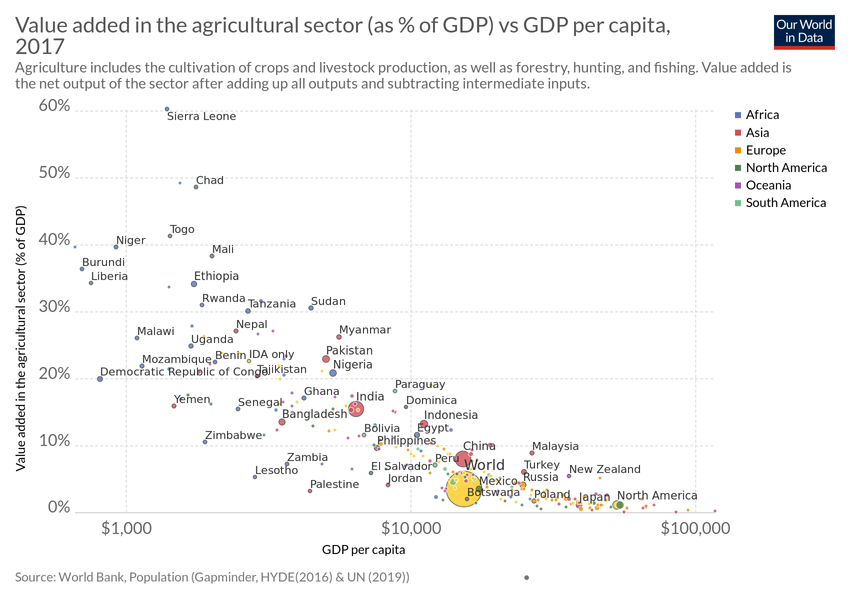 Value added in the agricultural sector (as % of GDP) vs GDP per capita,
2017
Our World
in Data
Agriculture includes the cultivation of crops and livestock production, as well as forestry, hunting, and fishing. Value added is
the net output of the sector after adding up all outputs and subtracting intermediate inputs.
60%
50%
40%
30%
20%
10%
0%
Value added in the agricultural sector (% of GDP)
Sierra Leone
Chad
Togo
Niger
Mali
Burundi
Liberia
Ethiopia
Rwanda
Tanzania
Sudan
Nepal
Myanmar
Malawi
Uganda
Pakistan
Mozambique
Benin
IDA only
Nigeria
Democratic Republic of Congo
Tajikistan
Paraguay
Ghana
India
Yemen
Senegal
Dominica
Bangladesh
Indonesia
Bolivia
Egypt
Zimbabwe
Philippines
China
Malaysia
Zambia
Peru
World
Lesotho
El Salvador
Turkey
New Zealand
Jordan
Russia
Palestine
Mexico
Botswana
Poland
Japan
North America
$1,000
$10,000
$100,000
GDP per capita
Africa
Asia
Europe
North America
Oceania
South America
Source: World Bank, Population (Gapminder, HYDE(2016) & UN (2019))